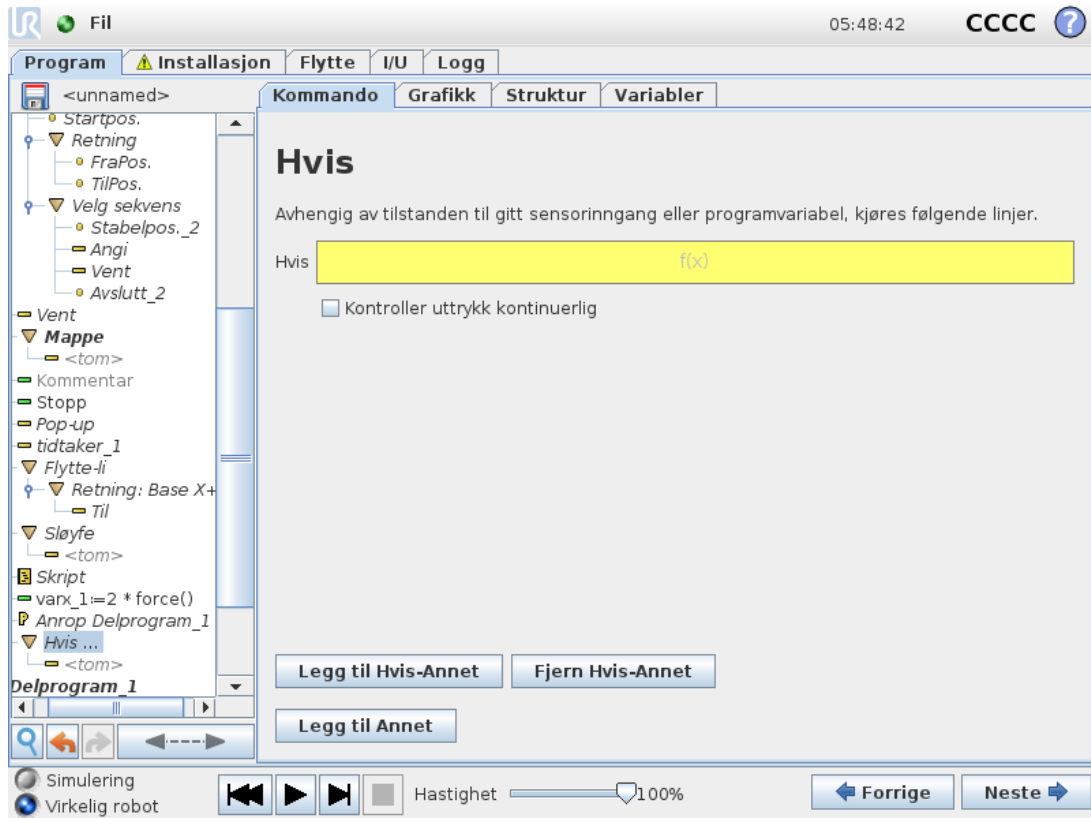 UR Fil 05:48:42 CCCC ?
Program Installasjon Flytte I/U Logg
<unnamed>
Startpos.
Retning
FraPos.
TilPos.
Velg sekvens
Stabelpos._2
Angi
Vent
Avslutt_2
Vent
Mappe
<tom>
Kommentar
Stopp
Pop-up
tidtaker_1
Flytte-li
Retning: Base X+
Til
Sløyfe
<tom>
Skript
varx_1:=2 * force()
P Anrop Delprogram_1
Hvis ...
<tom>
Delprogram_1
Kommando Grafikk Struktur Variabler
Hvis
Avhengig av tilstanden til gitt sensorinngang eller programvariabel, kjøres følgende linjer.
Hvis f(x)
Kontroller uttrykk kontinuerlig
Legg til Hvis-Annet Fjern Hvis-Annet
Legg til Annet
Simulering
Virkelig robot
Hastighet 100%
Forrige Neste